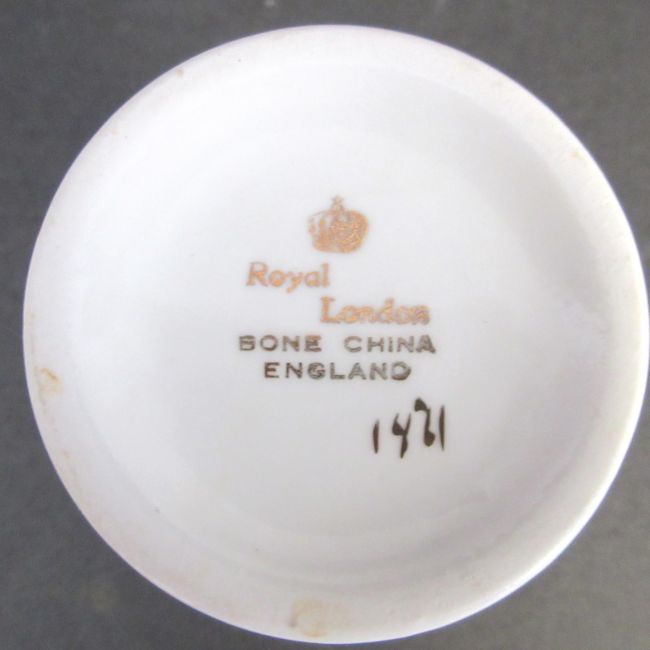 Royal
London
BONE CHINA
ENGLAND
1421